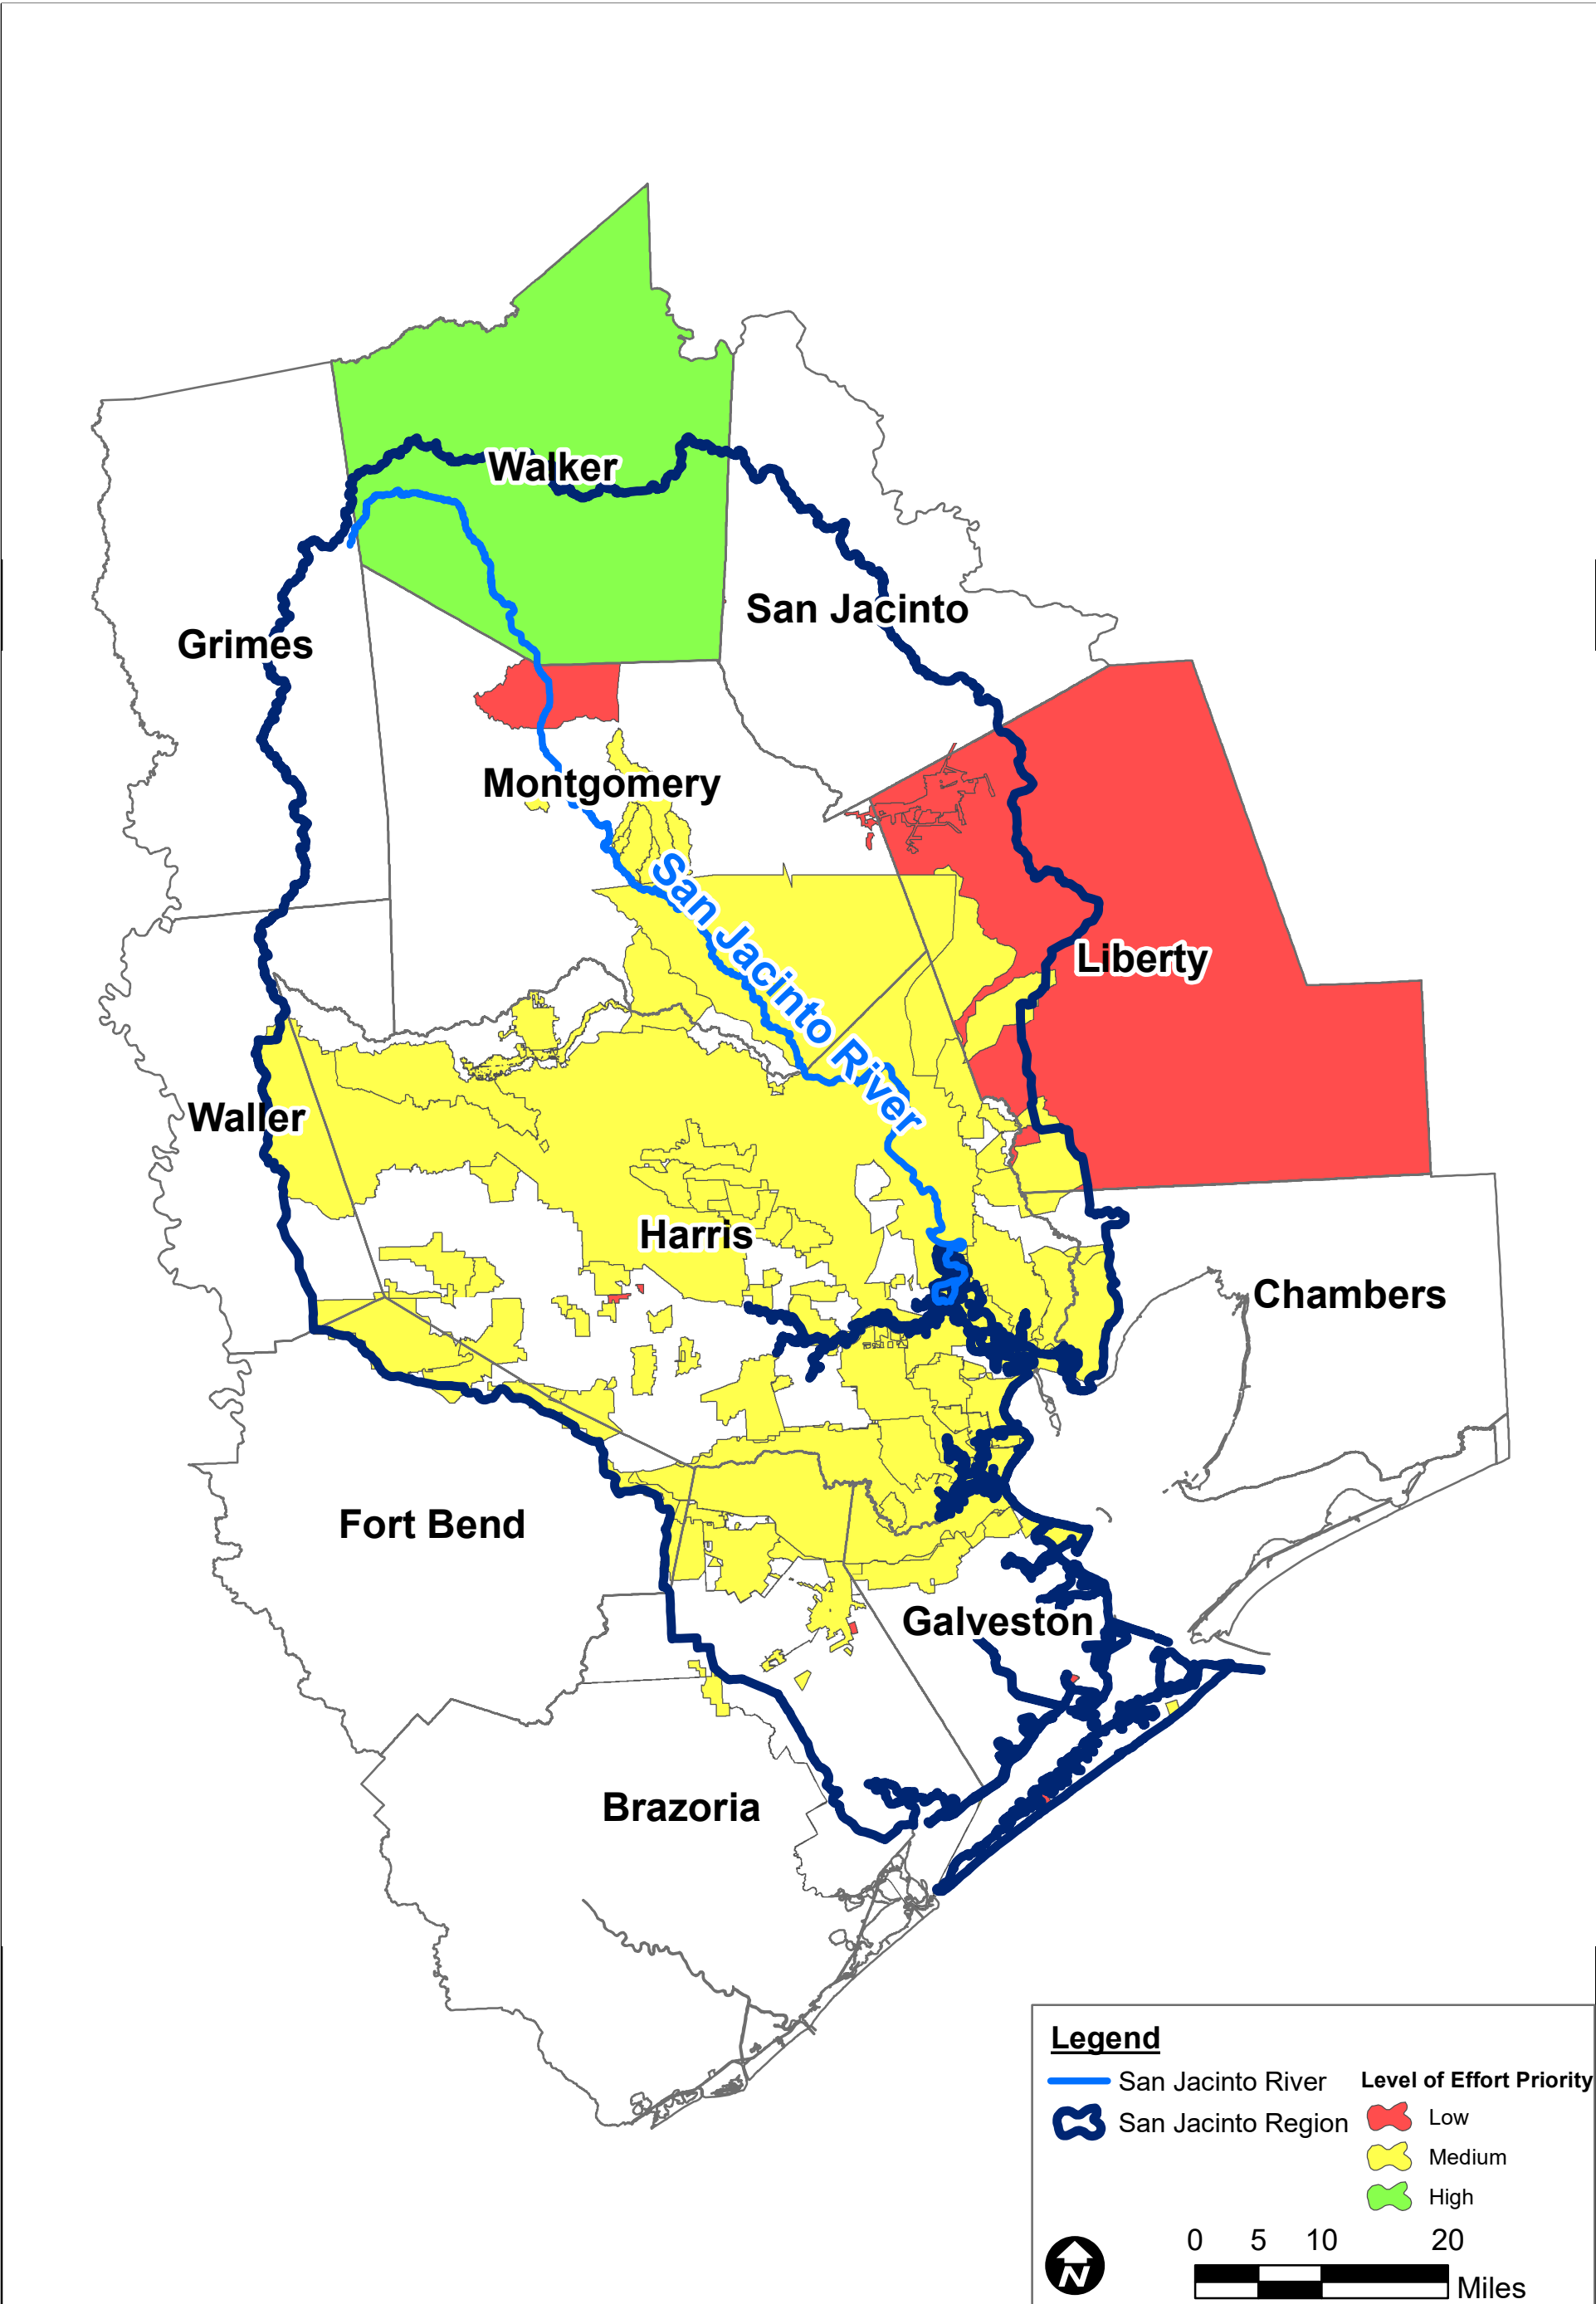 Walker
San Jacinto
Grimes
Montgomery
San Jacinto River
Liberty
Waller
Harris
Chambers
Fort Bend
Galveston
Brazoria
Legend
San Jacinto River
San Jacinto Region
Level of Effort Priority
Low
Medium
High
0 5 10 20
Miles
N